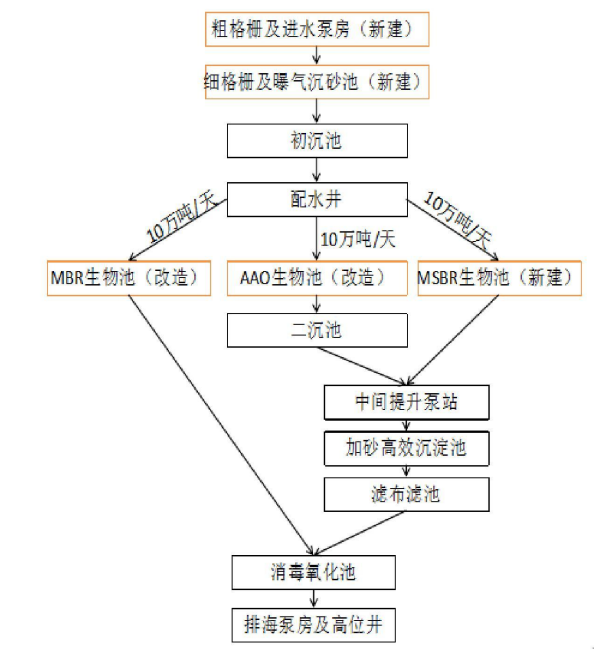 粗格栅及进水泵房（新建）
细格栅及曝气沉砂池（新建）
初沉池
配水井
10万吨/天
10万吨/天
10万吨/天
MBR生物池（改造）
AAO生物池（改造）
MSBR生物池（新建）
二沉池
中间提升泵站
加砂高效沉淀池
滤布滤池
消毒氧化池
排海泵房及高位井